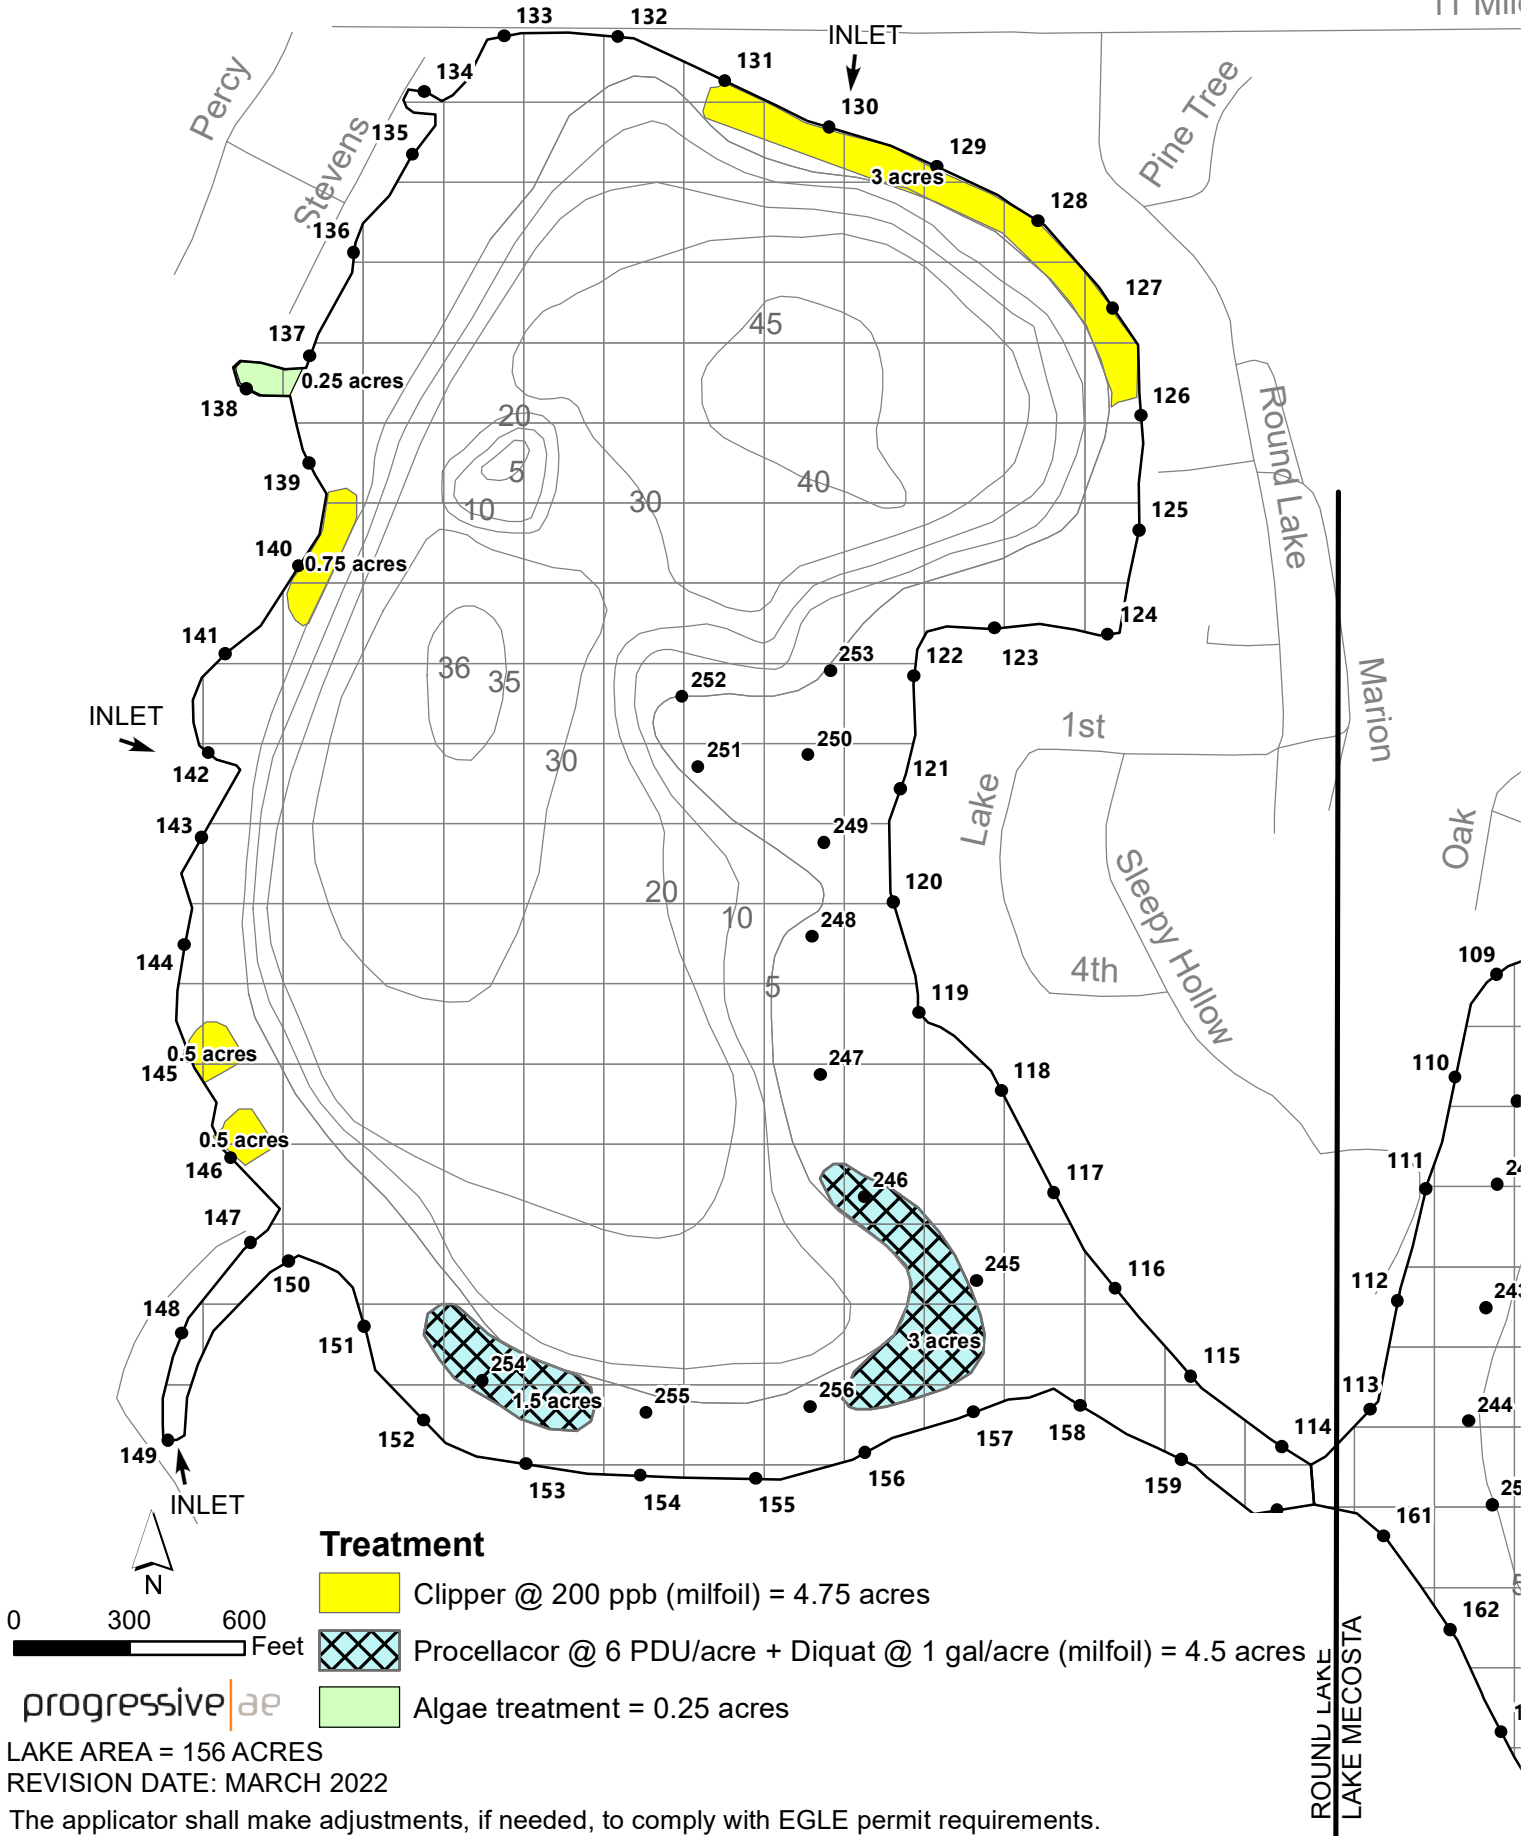 133
132
INLET
131
134
130
Percy
Pine Tree
135
Stevens
129
3 acres
128
136
127
137
45
0.25 acres
138
126
20
Round Lake
139
5
40
30
10
125
140
0.75 acres
124
141
253
122
123
36
35
252
Marion
INLET
1st
250
251
30
142
121
Lake
Oak
143
249
Sleepy Hollow
120
20
10
248
144
109
4th
5
119
0.5 acres
247
145
110
118
0.5 acres
146
111
246
117
147
245
116
150
112
148
151
3 acres
254
115
1.5 acres
255
256
113
244
152
149
157
158
114
156
159
153
154
155
INLET
161
N
162
Treatment
Clipper @ 200 ppb (milfoil) = 4.75 acres
Procellacor @ 6 PDU/acre + Diquat @ 1 gal/acre (milfoil) = 4.5 acres
Algae treatment = 0.25 acres
0 300 600
Feet
progressive ae
ROUND LAKE
LAKE MECOSTA
LAKE AREA = 156 ACRES
REVISION DATE: MARCH 2022
The applicator shall make adjustments, if needed, to comply with EGLE permit requirements.